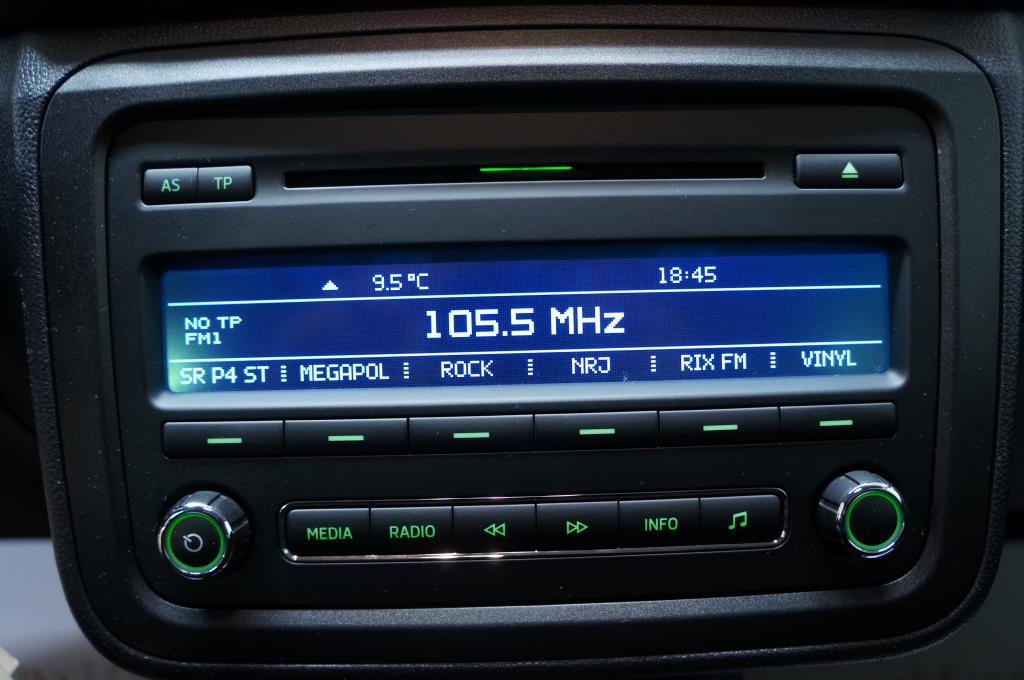 AS TP
9.5 °C 18:45
NO TP
FM1
105.5 MHz
SR P4 ST MEGAPOL ROCK NRJ RIX FM VINYL
MEDIA RADIO INFO